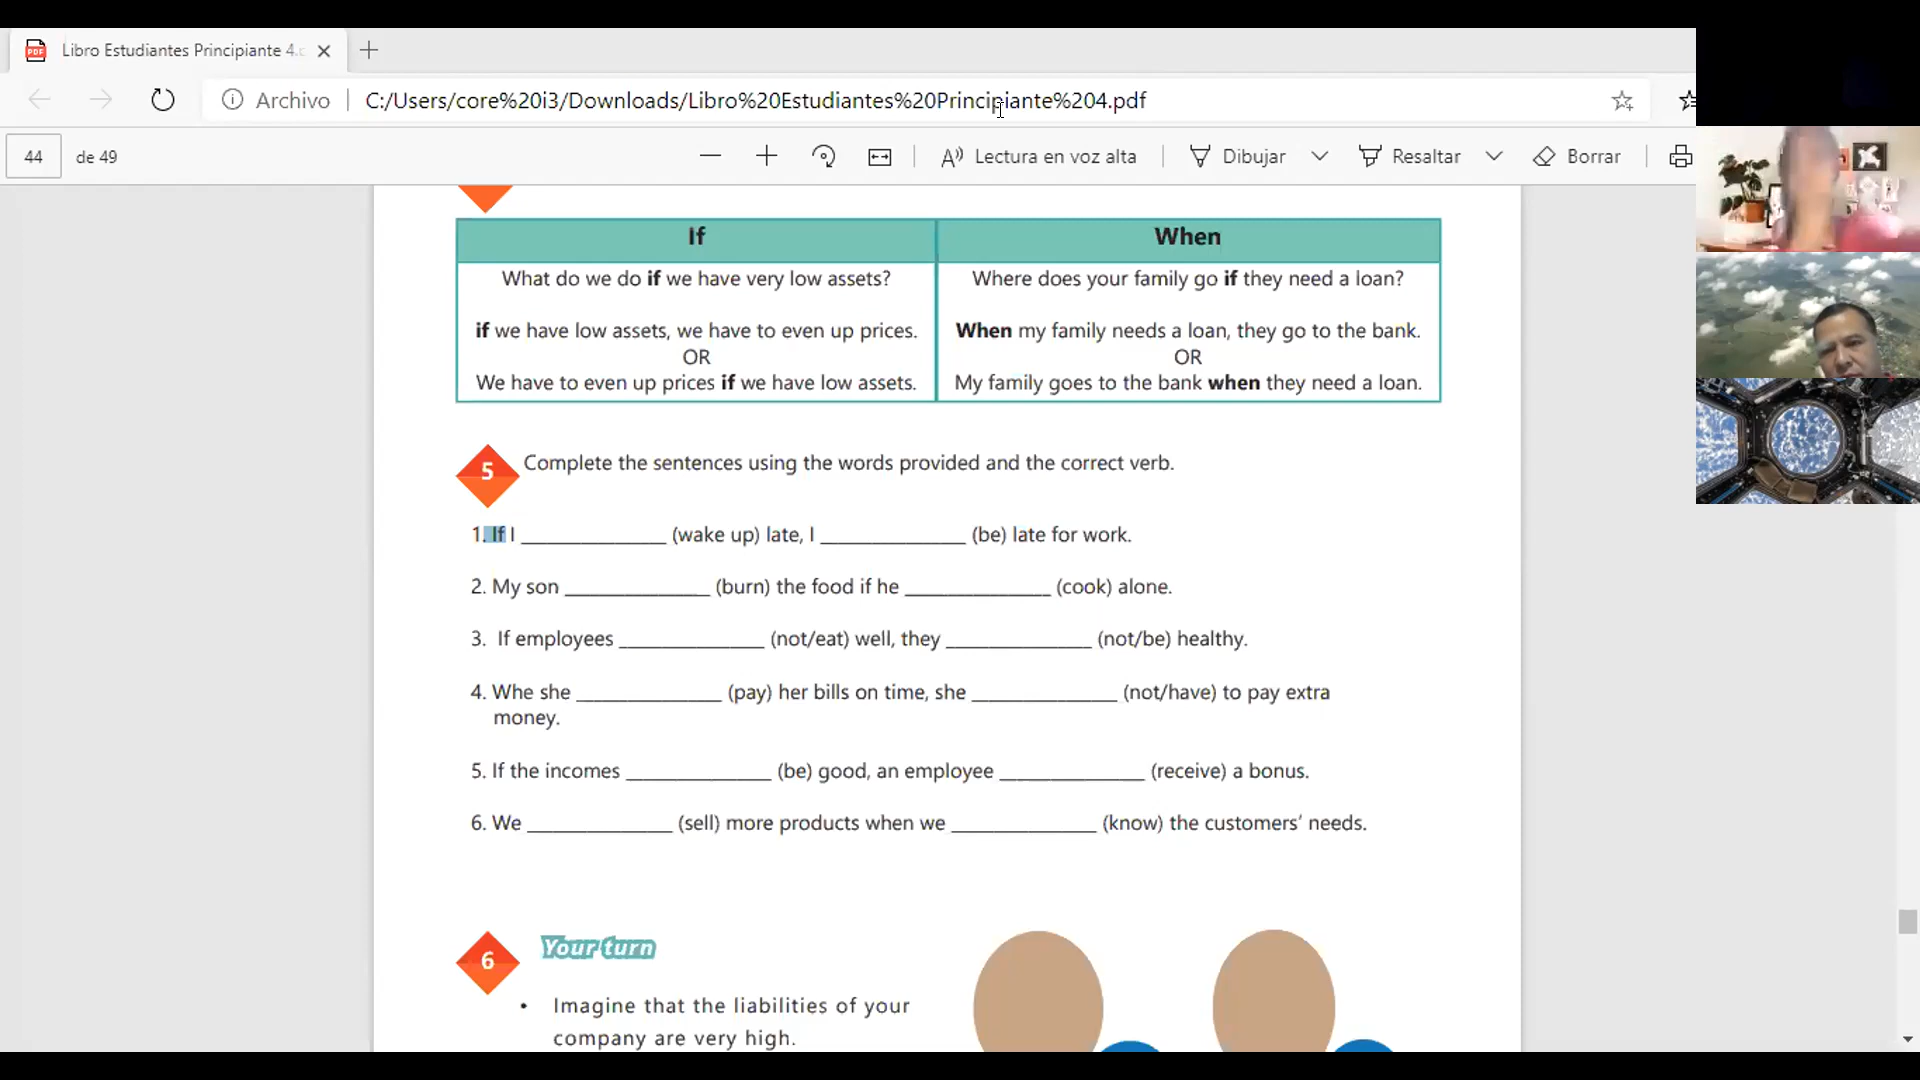 Libro Estudiantes Principiante 4.
Archivo
C:/Users/core%20i3/Downloads/Libro%20Estudiantes%20Principiante%204.pdf
44 de 49
Lectura en voz alta
Dibujar
Resaltar
Borrar
If
When
What do we do if we have very low assets?
Where does your family go if they need a loan?
if we have low assets, we have to even up prices.
When my family needs a loan, they go to the bank.
OR
OR
We have to even up prices if we have low assets.
My family goes to the bank when they need a loan.
5 Complete the sentences using the words provided and the correct verb.
1. If I ______________ (wake up) late, I ______________ (be) late for work.
2. My son ______________ (burn) the food if he ______________ (cook) alone.
3. If employees ______________ (not/eat) well, they ______________ (not/be) healthy.
4. Whe she ______________ (pay) her bills on time, she ______________ (not/have) to pay extra
money.
5. If the incomes ______________ (be) good, an employee ______________ (receive) a bonus.
6. We ______________ (sell) more products when we ______________ (know) the customers' needs.
6 Your turn
• Imagine that the liabilities of your
company are very high.